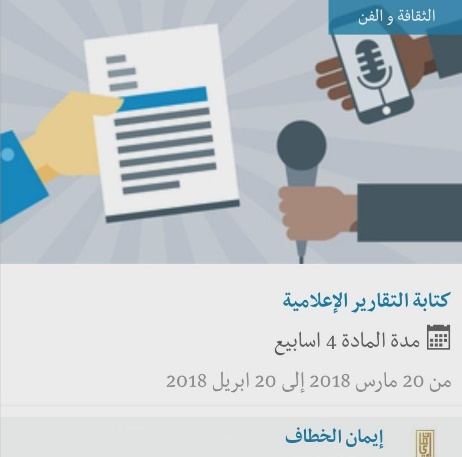 الثقافة و الفن
كتابة التقارير الإعلامية
مدة المادة 4 اسابيع
من 20 مارس 2018 إلى 20 ابريل 2018
إيمان الخطاف